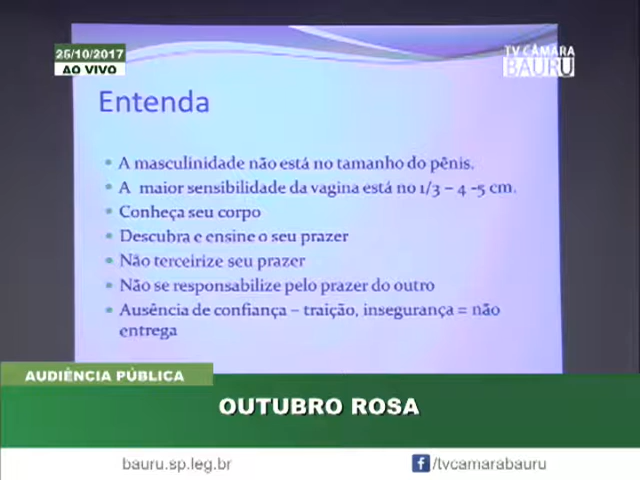 25/10/2017
AO VIVO
TV CÂMARA
BAURU
Entenda
• A masculinidade não está no tamanho do pênis.
• A maior sensibilidade da vagina está no 1/3 – 4 -5 cm.
• Conheça seu corpo
• Descubra e ensine o seu prazer
• Não terceirize seu prazer
• Não se responsabilize pelo prazer do outro
• Ausência de confiança – traição, insegurança = não
entrega
AUDIÊNCIA PÚBLICA
OUTUBRO ROSA
bauru.sp.leg.br
f /tvcamarabauru